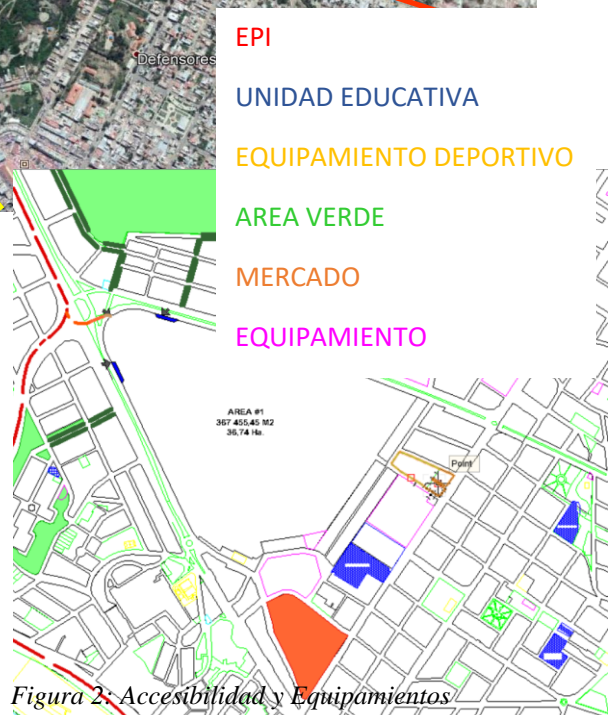 Defensores
EPI
UNIDAD EDUCATIVA
EQUIPAMIENTO DEPORTIVO
AREA VERDE
MERCADO
EQUIPAMIENTO
AREA #1
367 455,45 M2
36,74 Ha.
Point
Figura 2: Accesibilidad y Equipamientos